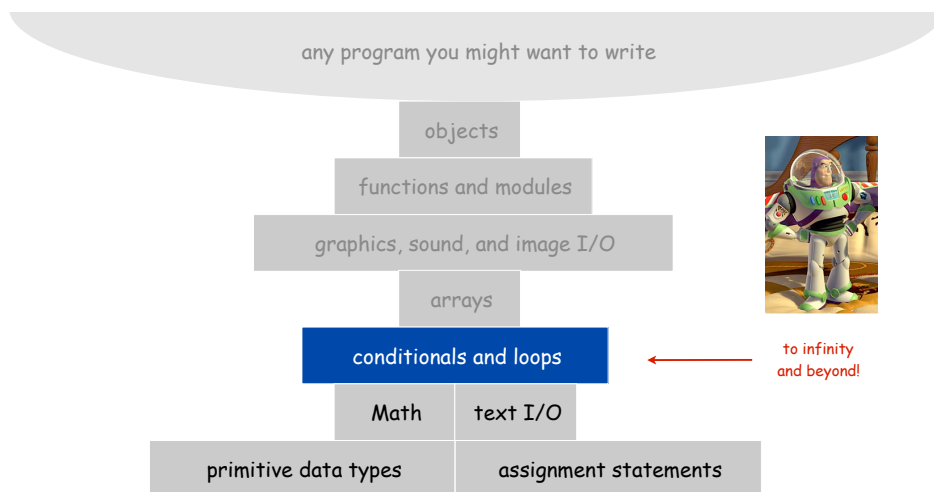 any program you might want to write
objects
functions and modules
graphics, sound, and image I/O
arrays
conditionals and loops
to infinity
and beyond!
Math
text I/O
primitive data types
assignment statements